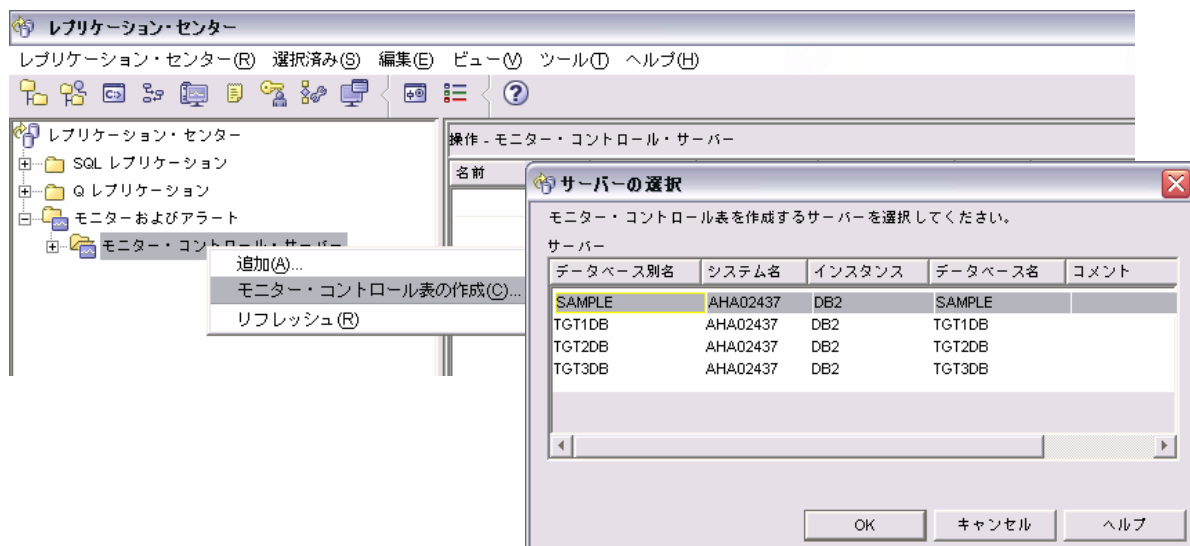 レプリケーション・センター
レプリケーション・センター(R) 選択済み(S) 編集(E) ビュー(V) ツール(T) ヘルプ(H)
レプリケーション・センター
SQL レプリケーション
Q レプリケーション
モニターおよびアラート
モニター・コントロール・サーバー
追加(A)...
モニター・コントロール表の作成(C)...
リフレッシュ(R)
操作 - モニター・コントロール・サーバー
名前
サーバーの選択
モニター・コントロール表を作成するサーバーを選択してください。
サーバー
データベース別名 システム名 インスタンス データベース名 コメント
SAMPLE AHA02437 DB2 SAMPLE
TGT1DB AHA02437 DB2 TGT1DB
TGT2DB AHA02437 DB2 TGT2DB
TGT3DB AHA02437 DB2 TGT3DB
OK キャンセル ヘルプ